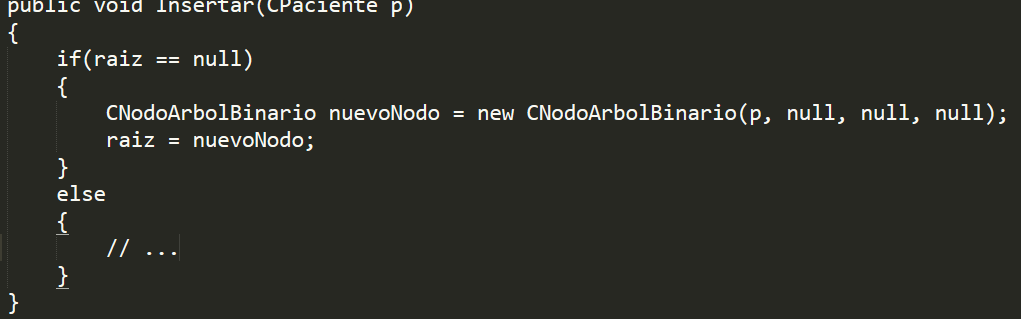 public void Insertar(CPaciente p)
{
if(raiz == null)
{
CNodoArbolBinario nuevoNodo = new CNodoArbolBinario(p, null, null, null);
raiz = nuevoNodo;
}
else
{
// ...
}
}